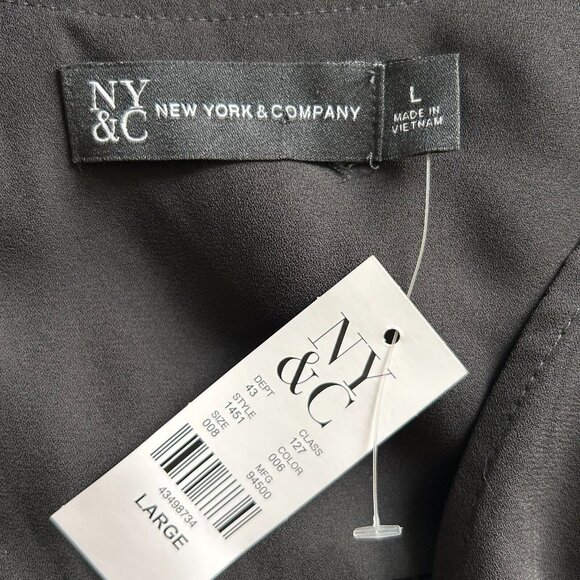 NY
&C
NEW YORK & COMPANY
L
MADE IN
VIETNAM
NY
&C
DEPT
43
CLASS
127
STYLE
1451
COLOR
006
SIZE
008
MFG
94500
43498734
LARGE